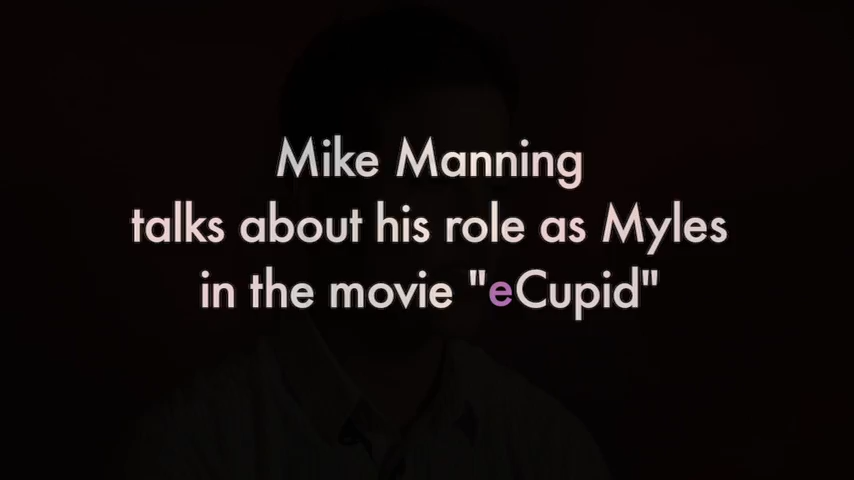 Mike Manning
talks about his role as Myles
in the movie "eCupid"